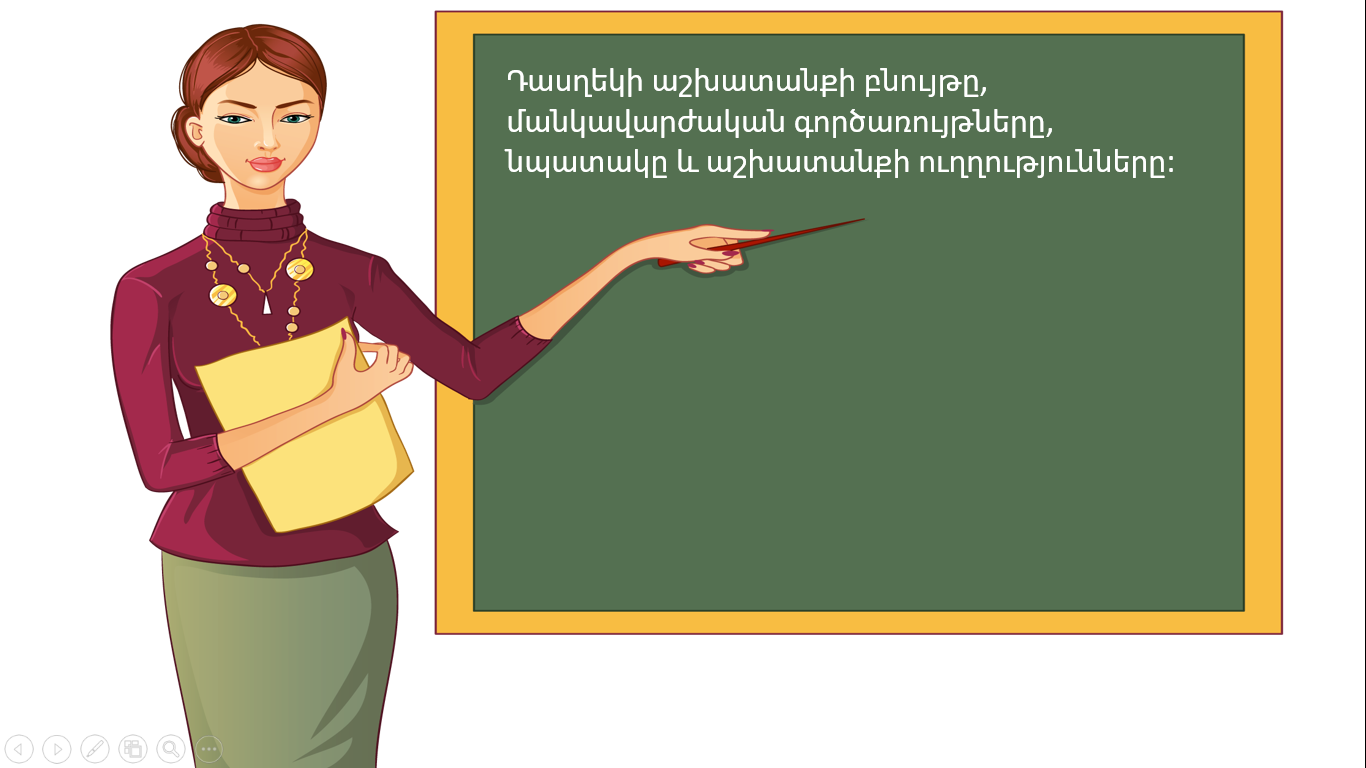 Դասղեկի աշխատանքի բնույթը,
մանկավարժական գործառույթները,
նպատակը և աշխատանքի ուղղությունները: